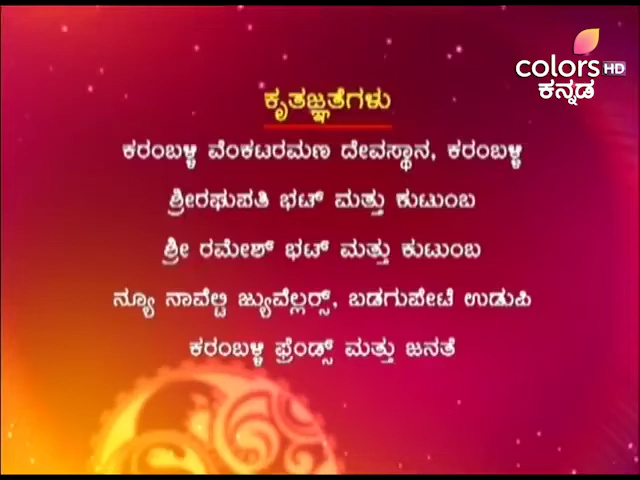 colors HD
ಕನ್ನಡ
ಕೃತಜ್ಞತೆಗಳು
ಕರಂಬಳ್ಳಿ ವೆಂಕಟರಮಣ ದೇವಸ್ಥಾನ, ಕರಂಬಳ್ಳಿ
ಶ್ರೀರಘುಪತಿ ಭಟ್ ಮತ್ತು ಕುಟುಂಬ
ಶ್ರೀ ರಮೇಶ್ ಭಟ್ ಮತ್ತು ಕುಟುಂಬ
ನ್ಯೂ ನಾವೆಲ್ಟಿ ಜ್ಯುವೆಲ್ಲರ್ಸ್, ಬಡಗುಪೇಟೆ ಉಡುಪಿ
ಕರಂಬಳ್ಳಿ ಫ್ರೆಂಡ್ಸ್ ಮತ್ತು ಜನತೆ